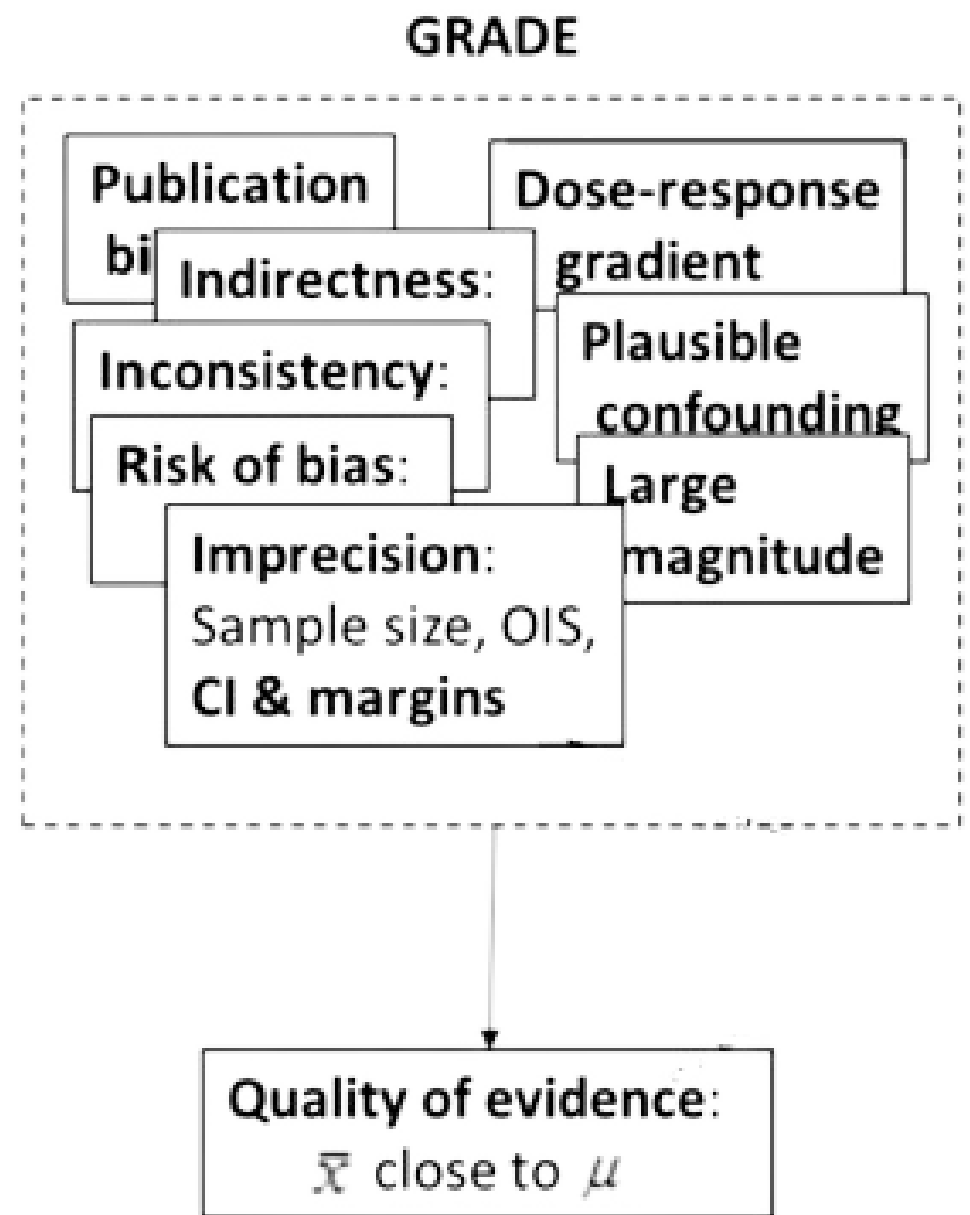 GRADE
Publication
bi
Indirectness:
Inconsistency:
Risk of bias:
Imprecision:
Sample size, OIS,
CI & margins
Dose-response
gradient
Plausible
confounding
Large
magnitude
Quality of evidence:
x̅ close to μ